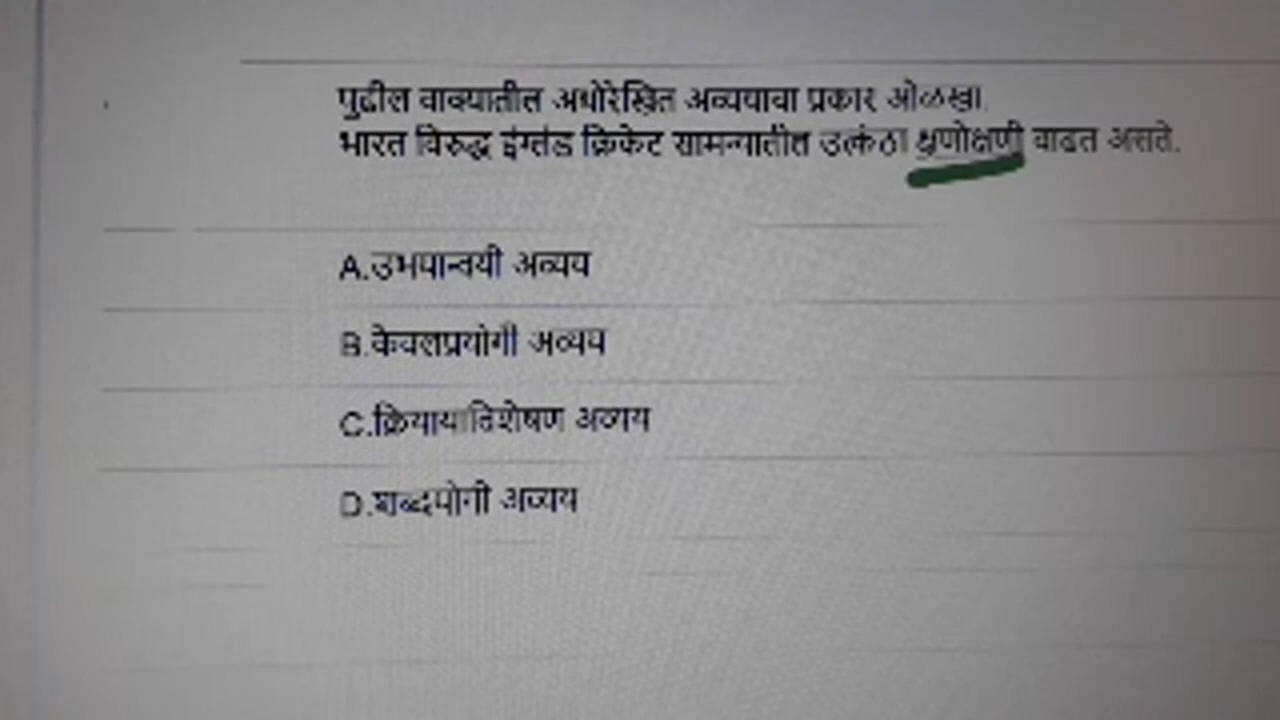 पुढील वाक्यातील अधोरेखित अव्ययाचा प्रकार ओळखा.
भारत विरुद्ध इंग्लंड क्रिकेट सामन्यातील उत्कंठा क्षणोक्षणी वाढत असते.
A.उभयान्वयी अव्यय
B.केवलप्रयोगी अव्यय
C.क्रियायाविशेषण अव्यय
D.शब्दयोगी अव्यय